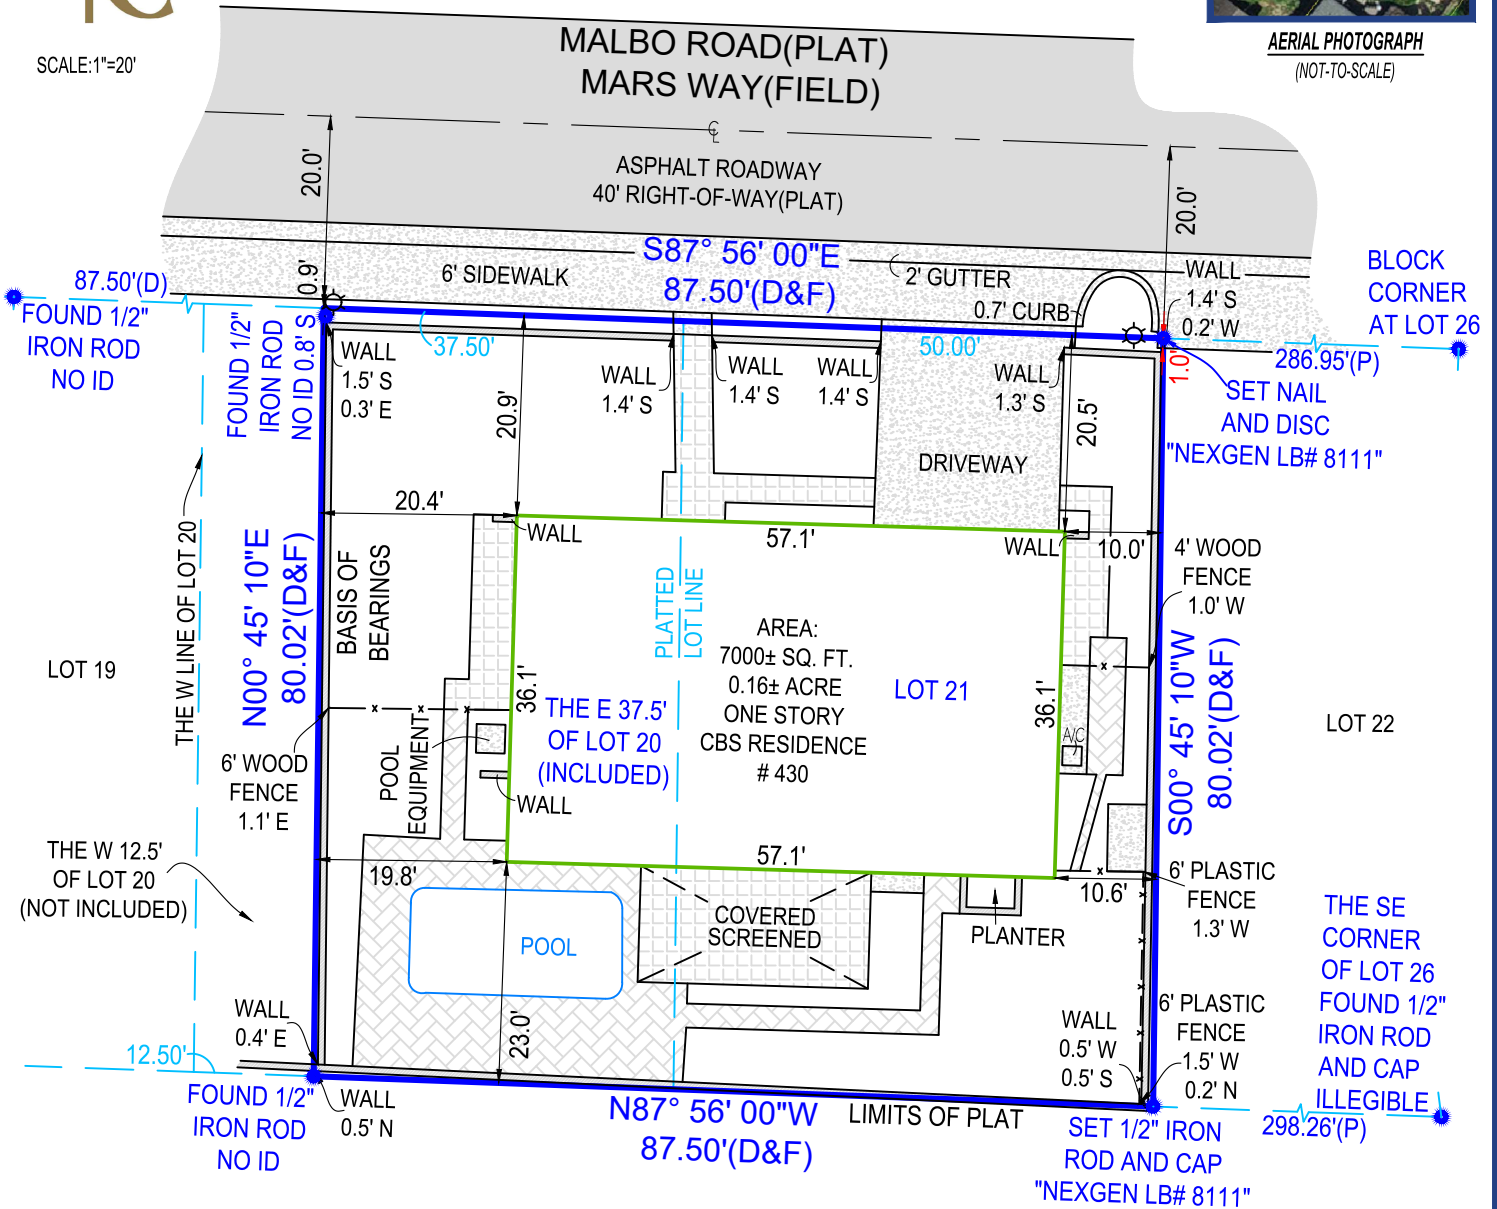 SCALE:1"=20'
AERIAL PHOTOGRAPH
(NOT-TO-SCALE)
MALBO ROAD(PLAT)
MARS WAY(FIELD)
℄
ASPHALT ROADWAY
40' RIGHT-OF-WAY(PLAT)
20.0'
20.0'
0.9'
6' SIDEWALK
S87° 56' 00"E
87.50'(D&F)
2' GUTTER
0.7' CURB
WALL
1.4' S
0.2' W
BLOCK
CORNER
AT LOT 26
87.50'(D)
FOUND 1/2"
IRON ROD
NO ID
FOUND 1/2"
IRON ROD
NO ID 0.8' S
37.50'
50.00'
1.0'
286.95'(P)
SET NAIL
AND DISC
"NEXGEN LB# 8111"
WALL
1.5' S
0.3' E
WALL
1.4' S
WALL
1.4' S
WALL
1.4' S
WALL
1.3' S
20.9'
20.5'
DRIVEWAY
20.4'
WALL
57.1'
WALL
10.0'
4' WOOD
FENCE
1.0' W
THE W LINE OF LOT 20
N00° 45' 10"E
80.02'(D&F)
BASIS OF
BEARINGS
PLATTED
LOT LINE
AREA:
7000± SQ. FT.
0.16± ACRE
ONE STORY
CBS RESIDENCE
# 430
LOT 21
LOT 19
LOT 22
36.1'
36.1'
THE E 37.5'
OF LOT 20
(INCLUDED)
S00° 45' 10"W
80.02'(D&F)
A/C
6' WOOD
FENCE
1.1' E
POOL
EQUIPMENT
WALL
THE W 12.5'
OF LOT 20
(NOT INCLUDED)
19.8'
57.1'
10.6'
6' PLASTIC
FENCE
1.3' W
POOL
COVERED
SCREENED
PLANTER
THE SE
CORNER
OF LOT 26
FOUND 1/2"
IRON ROD
AND CAP
ILLEGIBLE
WALL
0.4' E
23.0'
WALL
0.5' W
0.5' S
6' PLASTIC
FENCE
1.5' W
0.2' N
12.50'
FOUND 1/2"
IRON ROD
NO ID
WALL
0.5' N
N87° 56' 00"W
87.50'(D&F)
LIMITS OF PLAT
SET 1/2" IRON
ROD AND CAP
"NEXGEN LB# 8111"
298.26'(P)